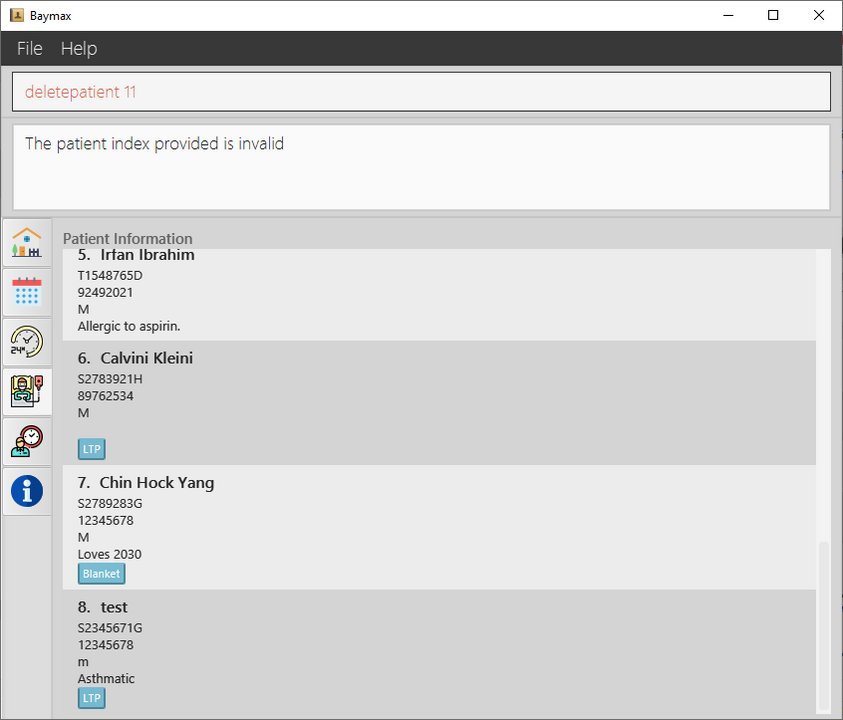 Baymax
File Help
deletepatient 11
The patient index provided is invalid
Patient Information
5. Irfan Ibrahim
T1548765D
92492021
M
Allergic to aspirin.
6. Calvini Kleini
S2783921H
89762534
M
LTP
7. Chin Hock Yang
S2789283G
12345678
M
Loves 2030
Blanket
8. test
S2345671G
12345678
m
Asthmatic
LTP
24H